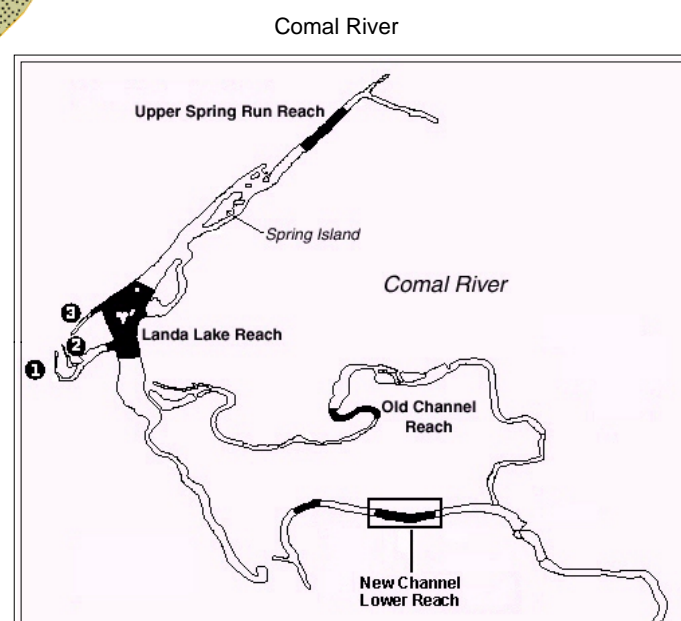 Comal River
Upper Spring Run Reach
Spring Island
Comal River
3
Landa Lake Reach
2
1
Old Channel
Reach
New Channel
Lower Reach